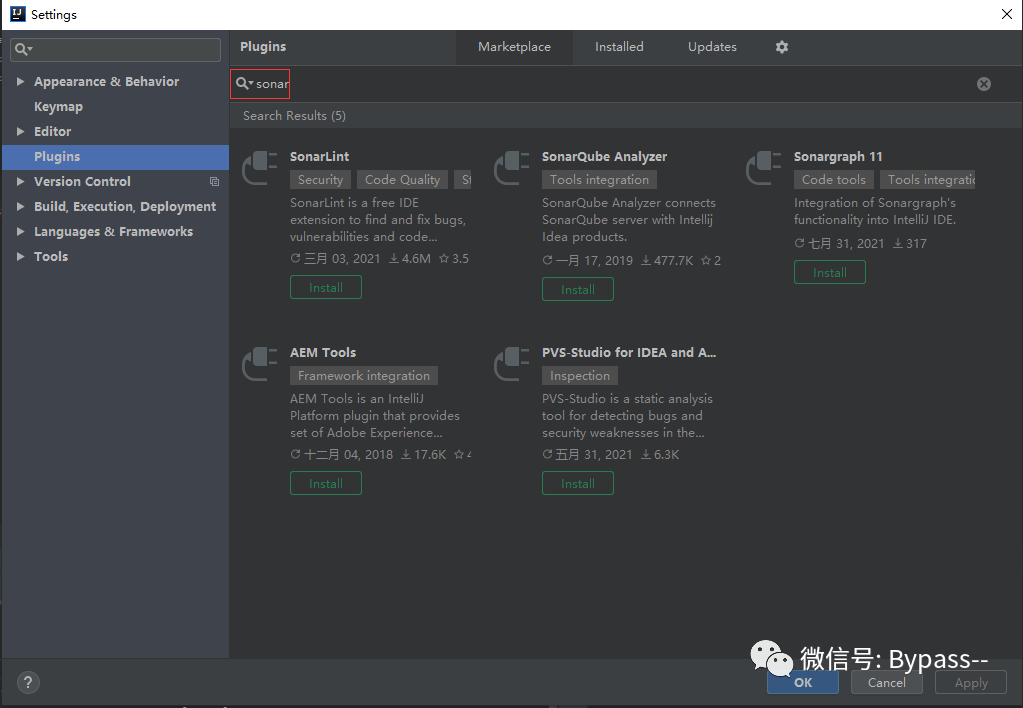 Settings
Plugins
Marketplace
Installed
Updates
Appearance & Behavior
Keymap
Editor
Plugins
Version Control
Build, Execution, Deployment
Languages & Frameworks
Tools
sonar
Search Results (5)
SonarLint
Security
Code Quality
St
SonarLint is a free IDE
extension to find and fix bugs,
vulnerabilities and code...
三月 03, 2021 4.6M 3.5
Install
SonarQube Analyzer
Tools integration
SonarQube Analyzer connects
SonarQube server with Intellij
Idea products.
一月 17, 2019 477.7K 2
Install
Sonargraph 11
Code tools
Tools integratic
Integration of Sonargraph's
functionality into IntelliJ IDE.
七月 31, 2021 317
Install
AEM Tools
Framework integration
AEM Tools is an IntelliJ
Platform plugin that provides
set of Adobe Experience...
十二月 04, 2018 17.6K 4
Install
PVS-Studio for IDEA and A...
Inspection
PVS-Studio is a static analysis
tool for detecting bugs and
security weaknesses in the...
五月 31, 2021 6.3K
Install
微信号: Bypass--
?
OK
Cancel
Apply